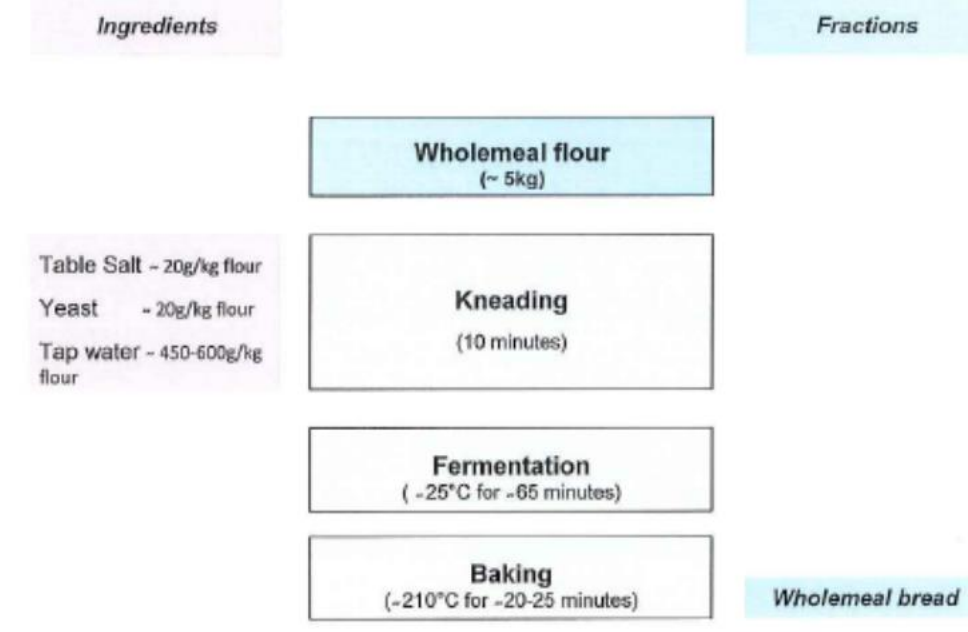 Ingredients
Fractions
Wholemeal flour
(~ 5kg)
Table Salt ~ 20g/kg flour
Yeast ~ 20g/kg flour
Tap water ~ 450-600g/kg
flour
Kneading
(10 minutes)
Fermentation
( ~25°C for ~65 minutes)
Baking
(~210°C for ~20-25 minutes)
Wholemeal bread